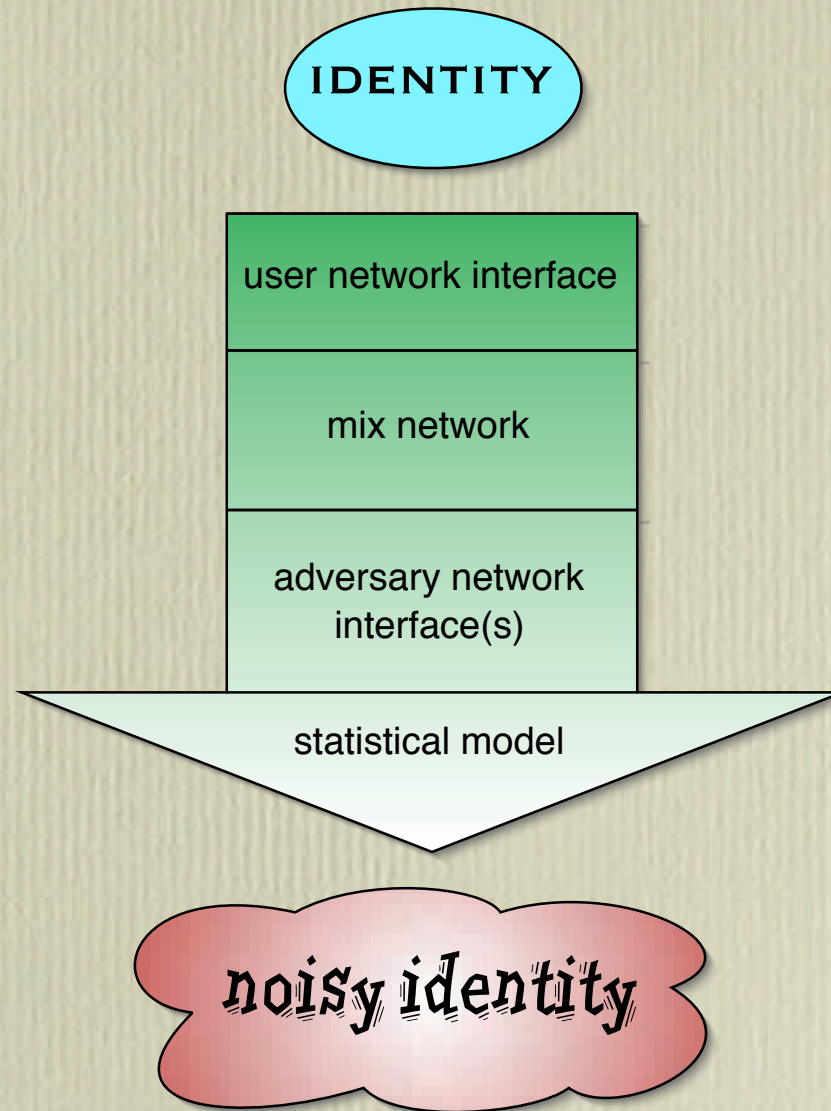 IDENTITY
user network interface
mix network
adversary network
interface(s)
statistical model
noisy identity